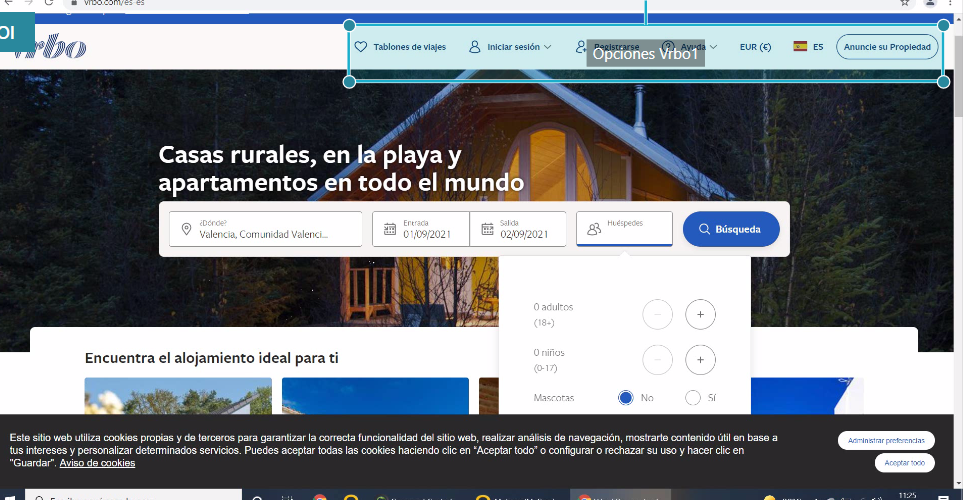 vrbo.com/es-es
OI
vrbo
Tablones de viajes
Iniciar sesión
Registrarse
Ayuda
EUR (€)
ES
Anuncie su Propiedad
Opciones Vrbo1
Casas rurales, en la playa y
apartamentos en todo el mundo
¿Dónde?
Valencia, Comunidad Valenci...
Entrada
01/09/2021
Salida
02/09/2021
Huéspedes
Búsqueda
0 adultos
(18+)
0 niños
(0-17)
Mascotas
No
Sí
Encuentra el alojamiento ideal para ti
Este sitio web utiliza cookies propias y de terceros para garantizar la correcta funcionalidad del sitio web, realizar análisis de navegación, mostrarte contenido útil en base a
tus intereses y personalizar determinados servicios. Puedes aceptar todas las cookies haciendo clic en "Aceptar todo" o configurar o rechazar su uso y hacer clic en
"Guardar". Aviso de cookies
Administrar preferencias
Aceptar todo
11:25